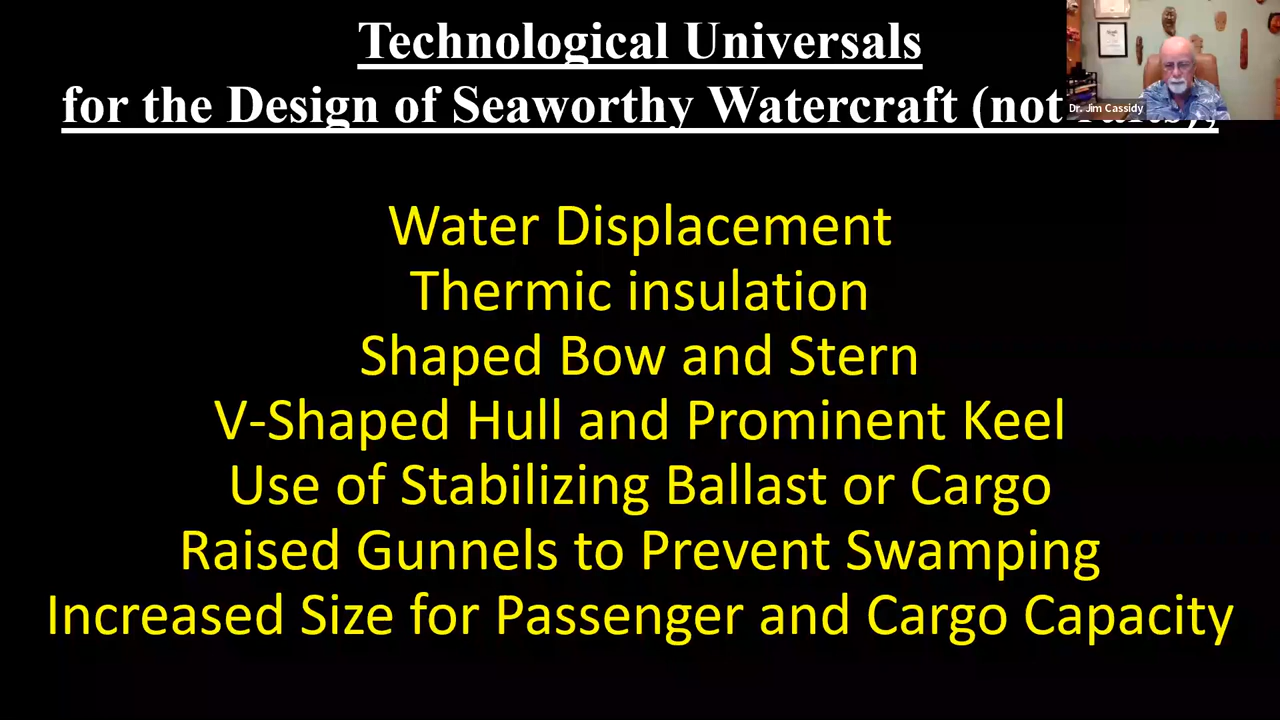 Technological Universals
for the Design of Seaworthy Watercraft (not
Dr. Jim Cassidy
Water Displacement
Thermic insulation
Shaped Bow and Stern
V-Shaped Hull and Prominent Keel
Use of Stabilizing Ballast or Cargo
Raised Gunnels to Prevent Swamping
Increased Size for Passenger and Cargo Capacity